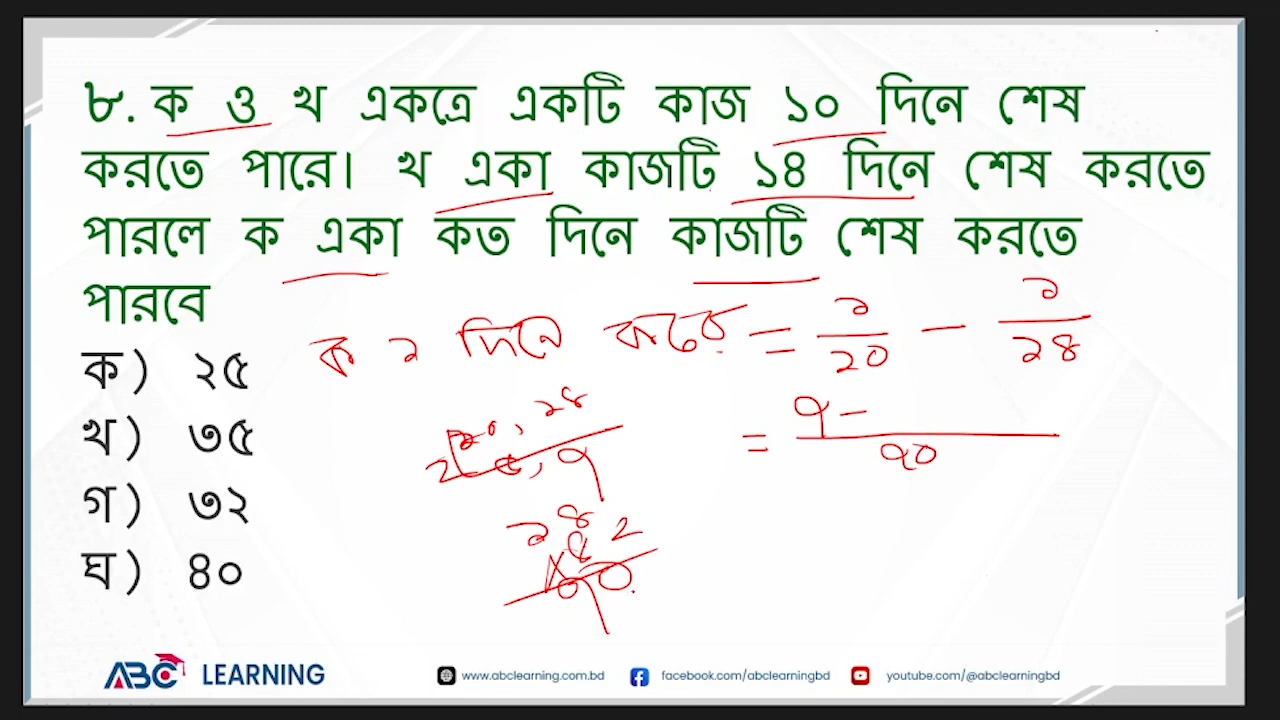 ৮. ক ও খ একত্রে একটি কাজ ১০ দিনে শেষ
করতে পারে। খ একা কাজটি ১৪ দিনে শেষ করতে
পারলে ক একা কত দিনে কাজটি শেষ করতে
পারবে
ক) ২৫
খ) ৩৫
গ) ৩২
ঘ) ৪০
ক ১ দিনে করে = ১/১০ - ১/১৪
= ৭ -/৭০
ABC LEARNING
www.abclearning.com.bd
facebook.com/abclearningbd
youtube.com/@abclearningbd